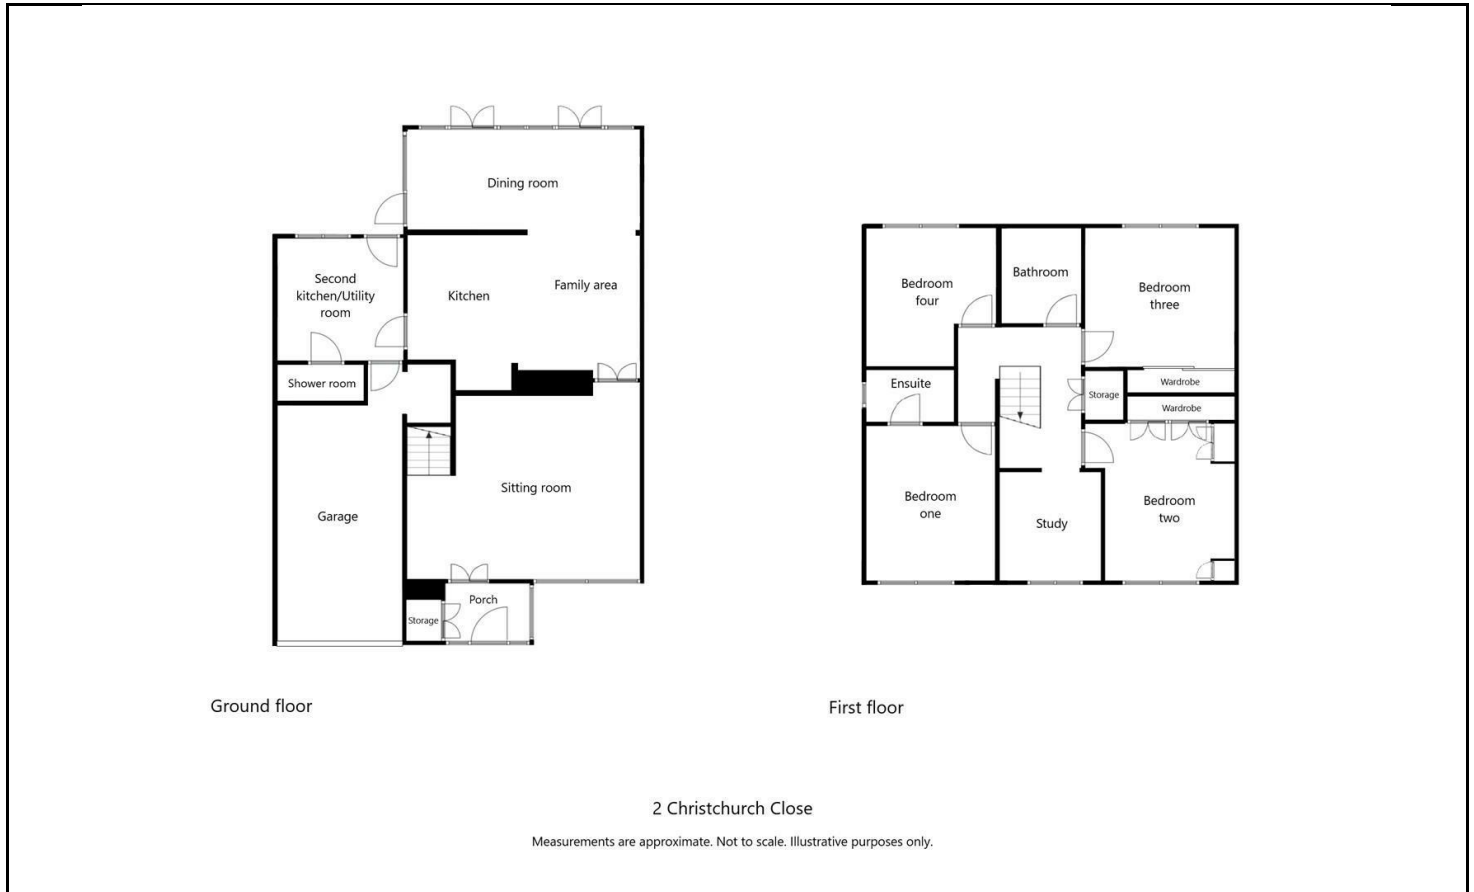 Dining room
Second
kitchen/Utility
room
Kitchen
Family area
Shower room
Sitting room
Garage
Porch
Storage
Ground floor
Bedroom
four
Bathroom
Bedroom
three
Ensuite
Storage
Wardrobe
Wardrobe
Bedroom
one
Study
Bedroom
two
First floor
2 Christchurch Close
Measurements are approximate. Not to scale. Illustrative purposes only.